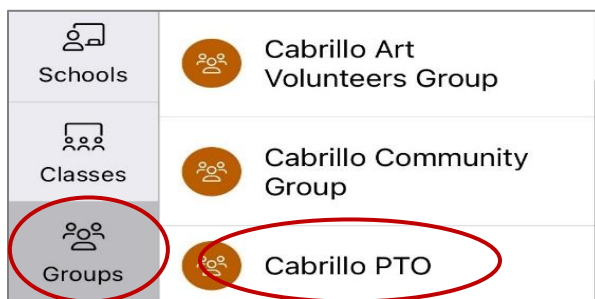 Schools
Classes
Groups
Cabrillo Art
Volunteers Group
Cabrillo Community
Group
Cabrillo PTO